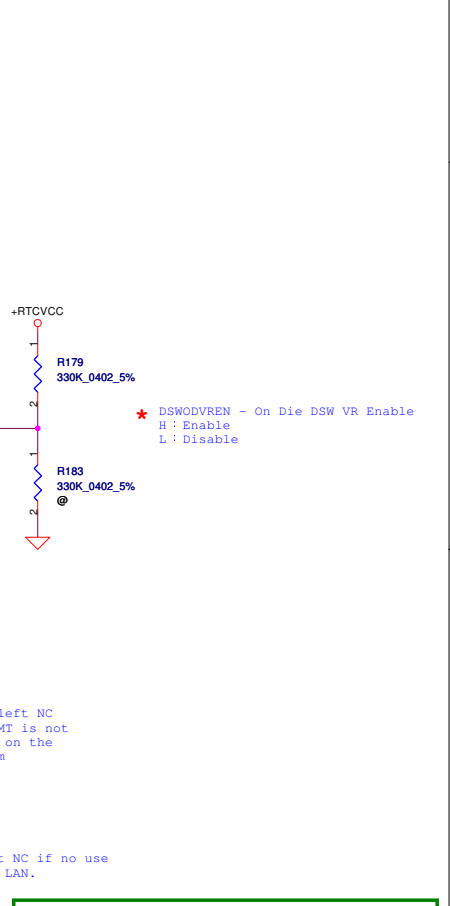 +RTCVCC
1
R179
330K_0402_5%
2
* DSWODVREN - On Die DSW VR Enable
H : Enable
L : Disable
1
R183
330K_0402_5%
@
2
left NC
MT is not
on the
m
t NC if no use
LAN.